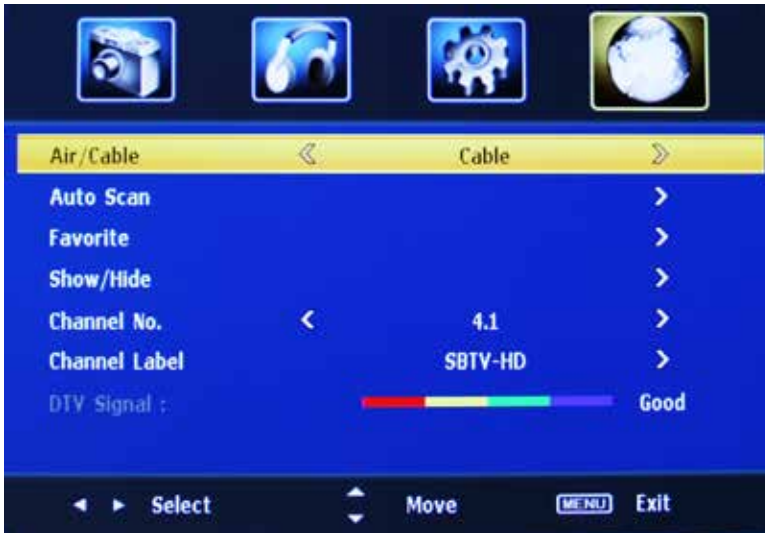 Air/Cable Cable
Auto Scan
Favorite
Show/Hide
Channel No. 4.1
Channel Label SBTV-HD
DTV Signal : Good
Select Move MENU Exit